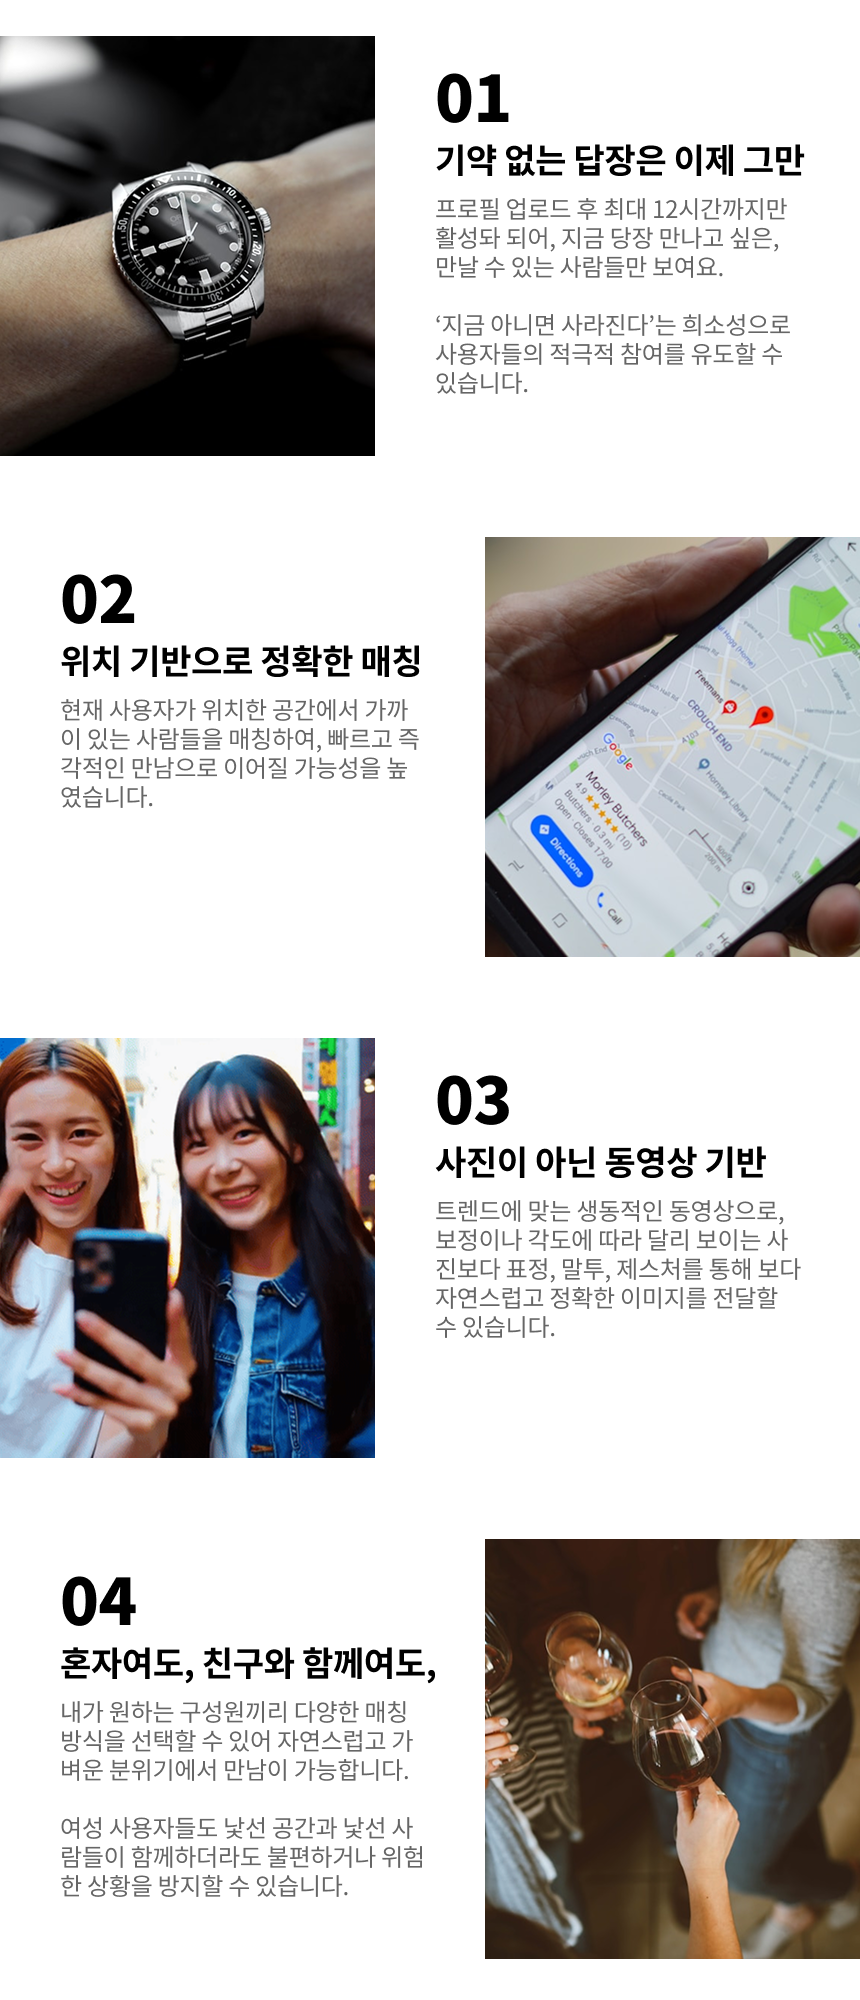 01
기약 없는 답장은 이제 그만
프로필 업로드 후 최대 12시간까지만
활성돠 되어, 지금 당장 만나고 싶은,
만날 수 있는 사람들만 보여요.
‘지금 아니면 사라진다’는 희소성으로
사용자들의 적극적 참여를 유도할 수
있습니다.
02
위치 기반으로 정확한 매칭
현재 사용자가 위치한 공간에서 가까
이 있는 사람들을 매칭하여, 빠르고 즉
각적인 만남으로 이어질 가능성을 높
였습니다.
Hogg (Home)
Freemans
CROUCH END
A103
Hornsey Library
Google
Morley Butchers
4.9 ★★★★★ (10)
Butchers · 0.3 mi
Open · Closes 17:00
Directions
Call
03
사진이 아닌 동영상 기반
트렌드에 맞는 생동적인 동영상으로,
보정이나 각도에 따라 달리 보이는 사
진보다 표정, 말투, 제스처를 통해 보다
자연스럽고 정확한 이미지를 전달할
수 있습니다.
04
혼자여도, 친구와 함께여도,
내가 원하는 구성원끼리 다양한 매칭
방식을 선택할 수 있어 자연스럽고 가
벼운 분위기에서 만남이 가능합니다.
여성 사용자들도 낯선 공간과 낯선 사
람들이 함께하더라도 불편하거나 위험
한 상황을 방지할 수 있습니다.